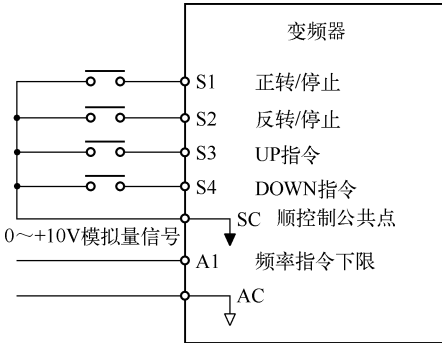 变频器
S1 正转/停止
S2 反转/停止
S3 UP指令
S4 DOWN指令
SC 顺控制公共点
0～+10V模拟量信号
A1 频率指令下限
AC